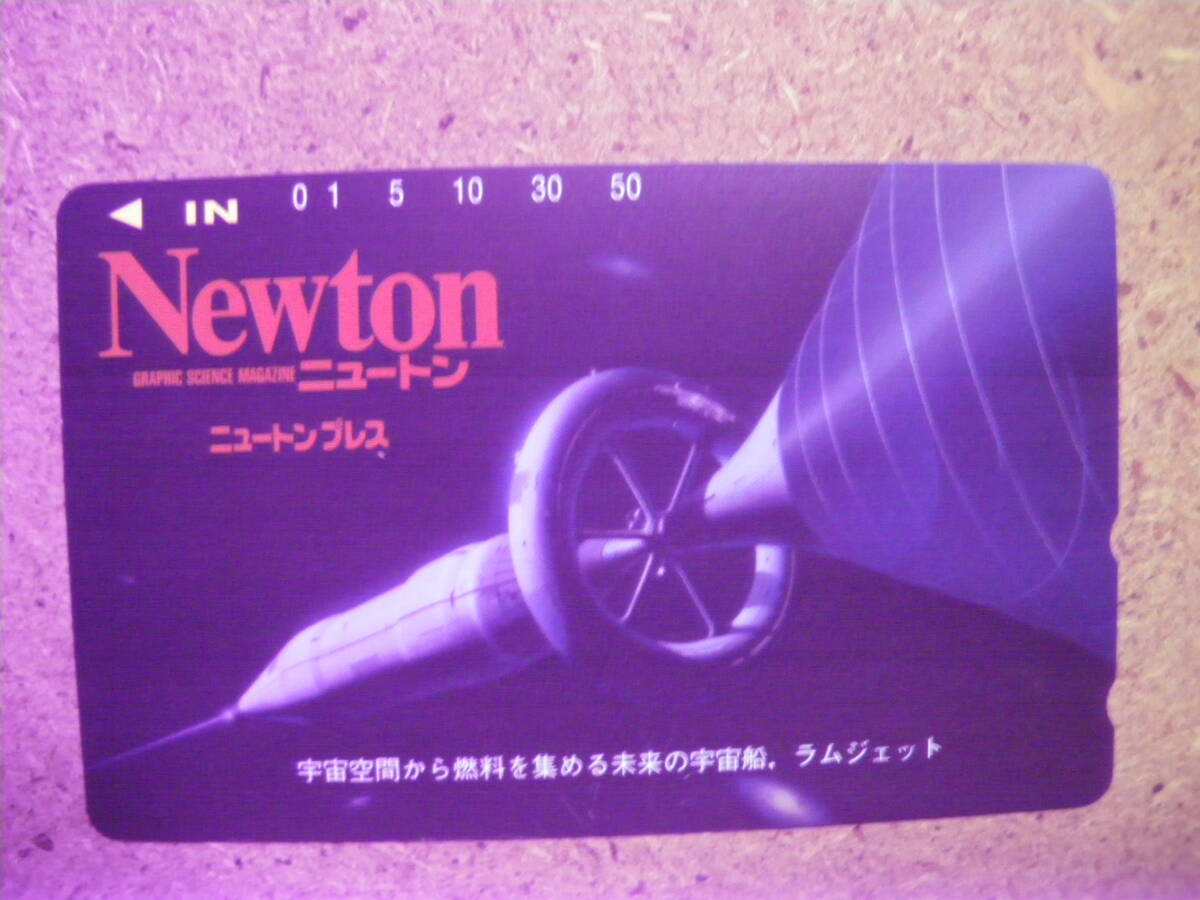 ◀ IN 0 1 5 10 30 50
Newton
GRAPHIC SCIENCE MAGAZINE ニュートン
ニュートンプレス
宇宙空間から燃料を集める未来の宇宙船，ラムジェット